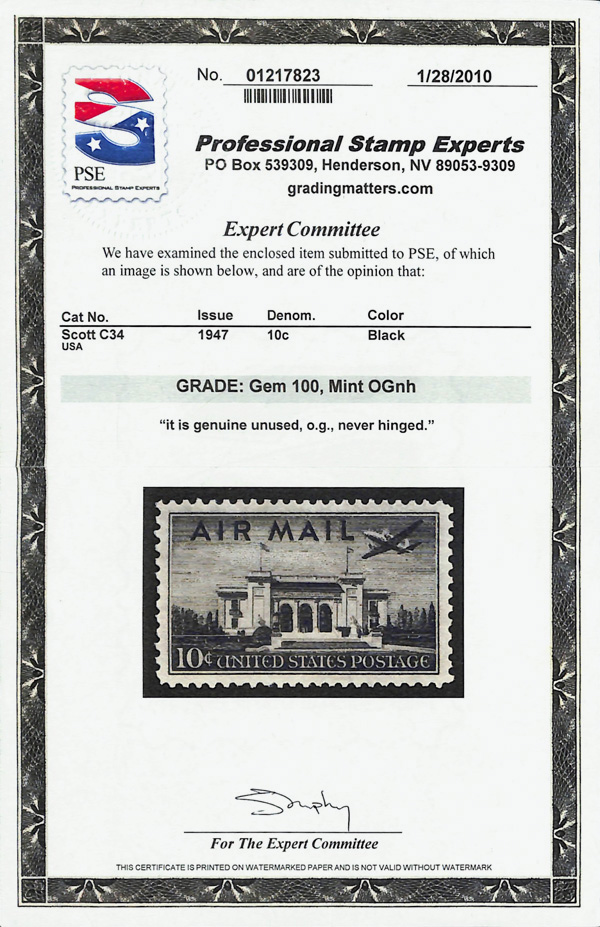 No. 01217823 1/28/2010
PSE
PROFESSIONAL STAMP EXPERTS
Professional Stamp Experts
PO Box 539309, Henderson, NV 89053-9309
gradingmatters.com
Expert Committee
We have examined the enclosed item submitted to PSE, of which
an image is shown below, and are of the opinion that:
Cat No. Issue Denom. Color
Scott C34 1947 10c Black
USA
GRADE: Gem 100, Mint OGnh
“it is genuine unused, o.g., never hinged.”
AIR MAIL
10¢ UNITED STATES POSTAGE
For The Expert Committee
THIS CERTIFICATE IS PRINTED ON WATERMARKED PAPER AND IS NOT VALID WITHOUT WATERMARK